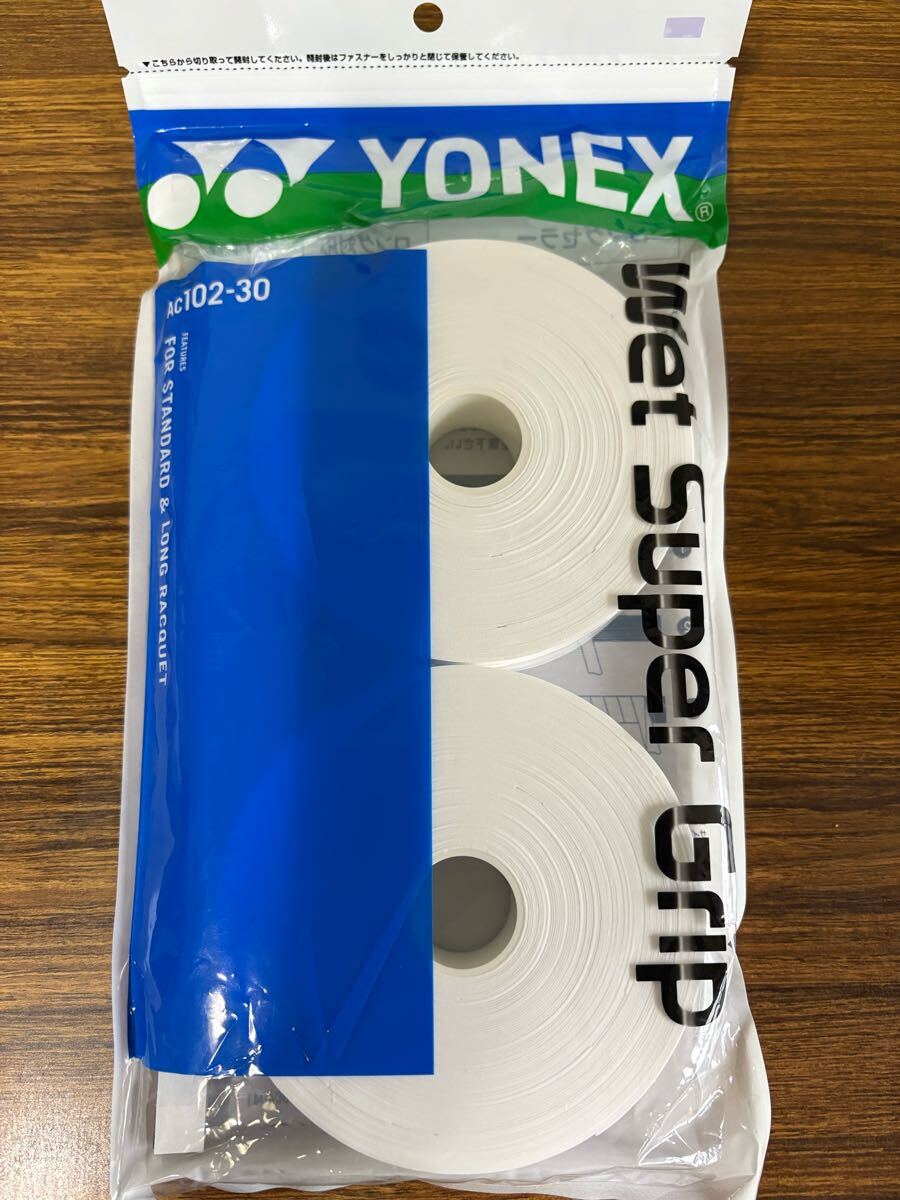 ▼こちらから切り取って開封してください。開封後はファスナーをしっかりと閉じて保管してください。
YONEX®
AC102-30
FEATURES
FOR STANDARD & LONG RACQUET
Wet Super Grip